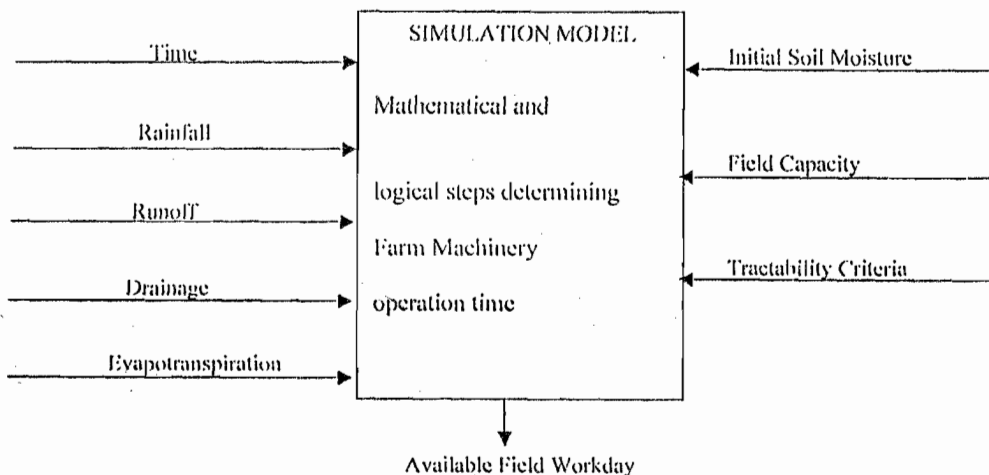 SIMULATION MODEL
Mathematical and
logical steps determining
Farm Machinery
operation time
Time
Rainfall
Runoff
Drainage
Evapotranspiration
Initial Soil Moisture
Field Capacity
Tractability Criteria
Available Field Workday